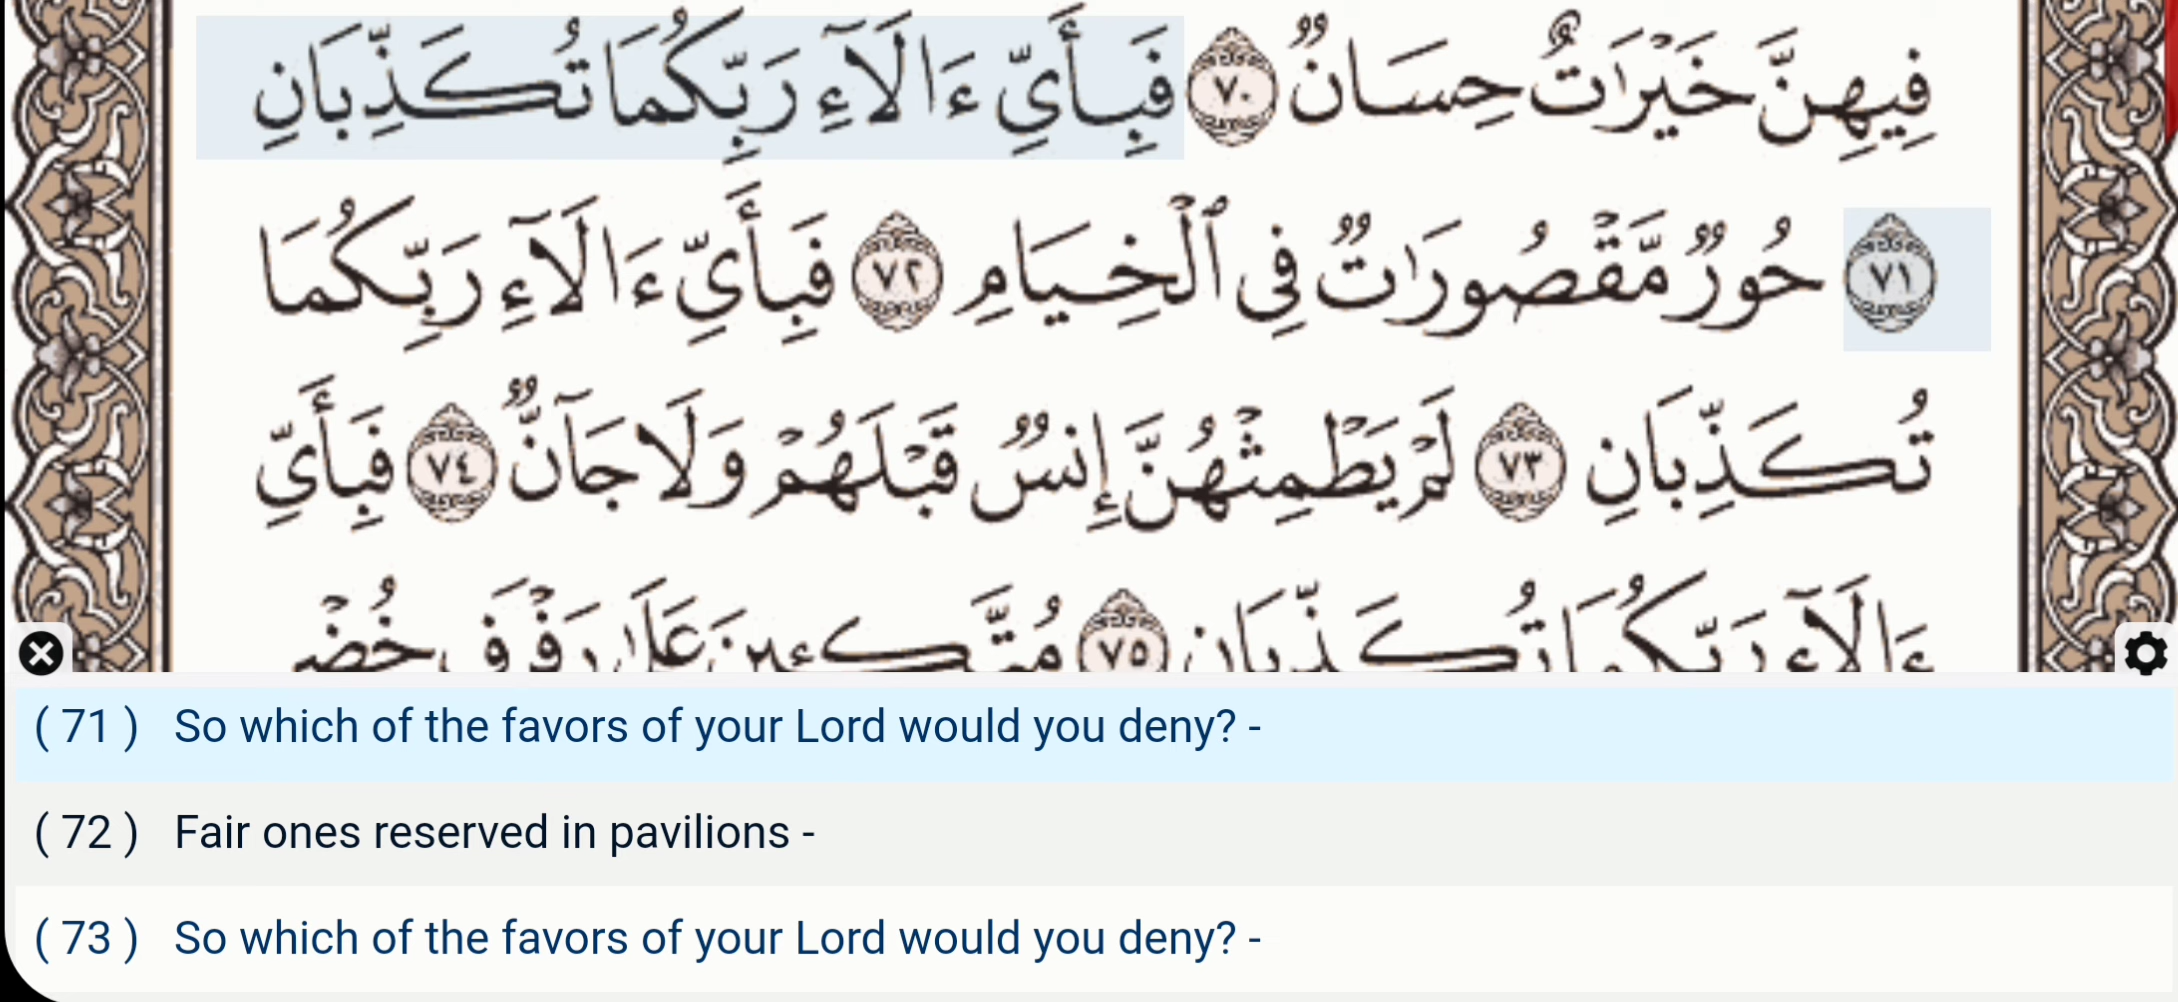 فِيهِنَّ خَيْرَٰتٌ حِسَانٌ ٧٠ فَبِأَيِّ ءَالَآءِ رَبِّكُمَا تُكَذِّبَانِ
٧١ حُورٌ مَّقْصُورَٰتٌ فِى ٱلْخِيَامِ ٧٢ فَبِأَىِّ ءَالَآءِ رَبِّكُمَا
تُكَذِّبَانِ ٧٣ لَمْ يَطْمِثْهُنَّ إِنسٌ قَبْلَهُمْ وَلَا جَآنٌّ ٧٤ فَبِأَىِّ
ءَالَآءِ رَبِّكُمَا تُكَذِّبَانِ ٧٥ مُتَّكِـِٔينَ عَلَىٰ رَفْرَفٍ خُضْرٍ
( 71 ) So which of the favors of your Lord would you deny? -
( 72 ) Fair ones reserved in pavilions -
( 73 ) So which of the favors of your Lord would you deny? -